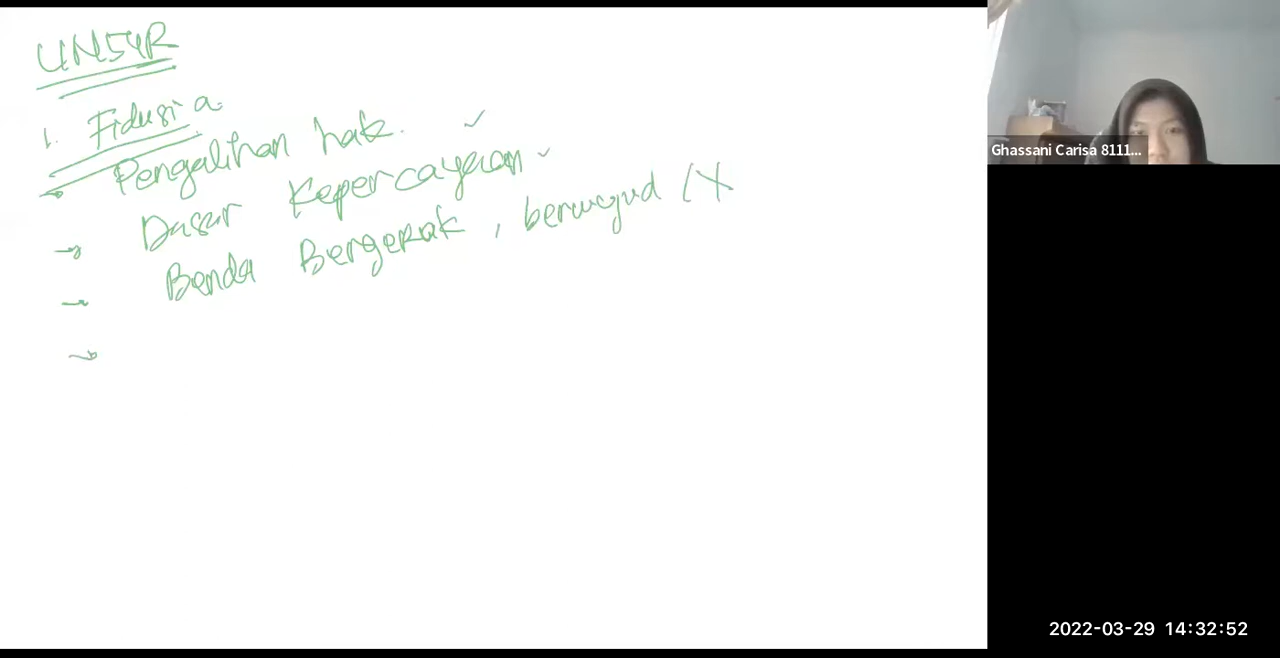 UNSUR
1. Fidusia
→ Pengalihan hak. ✓
→ Dasar Kepercayaan ✓
→ Benda Bergerak, berwujud / X
→
Ghassani Carisa 8111...
2022-03-29 14:32:52